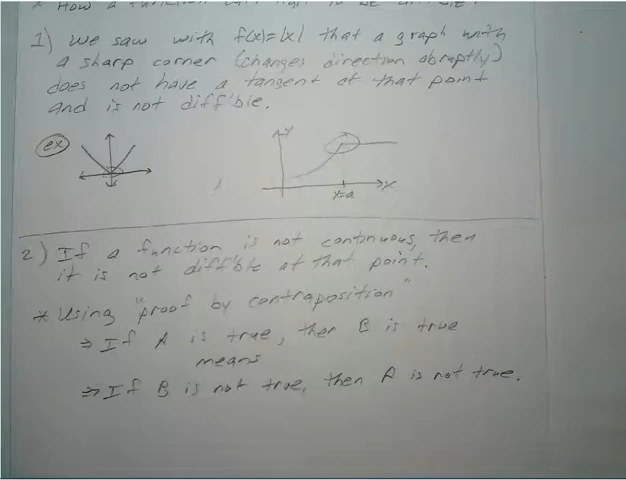 How a function
1) We saw with f(x)=|x| that a graph with
a sharp corner (changes direction abruptly)
does not have a tangent at that point
and is not diff'ble.
ex
y
x
x=a
2) If a function is not continuous, then
it is not diff'ble at that point.
* Using "proof by contraposition"
⇒ If A is true, then B is true
means
⇒ If B is not true, then A is not true.